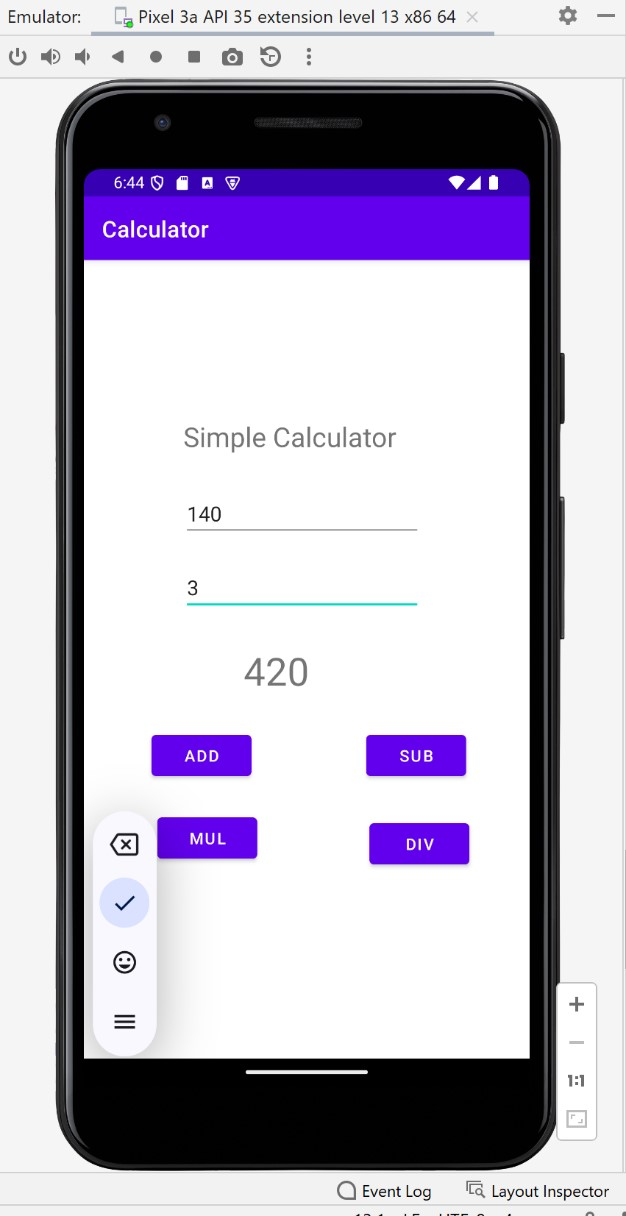 Emulator: Pixel 3a API 35 extension level 13 x86 64
6:44 A
Calculator
Simple Calculator
140
3
420
ADD SUB
MUL DIV
1:1
Event Log Layout Inspector